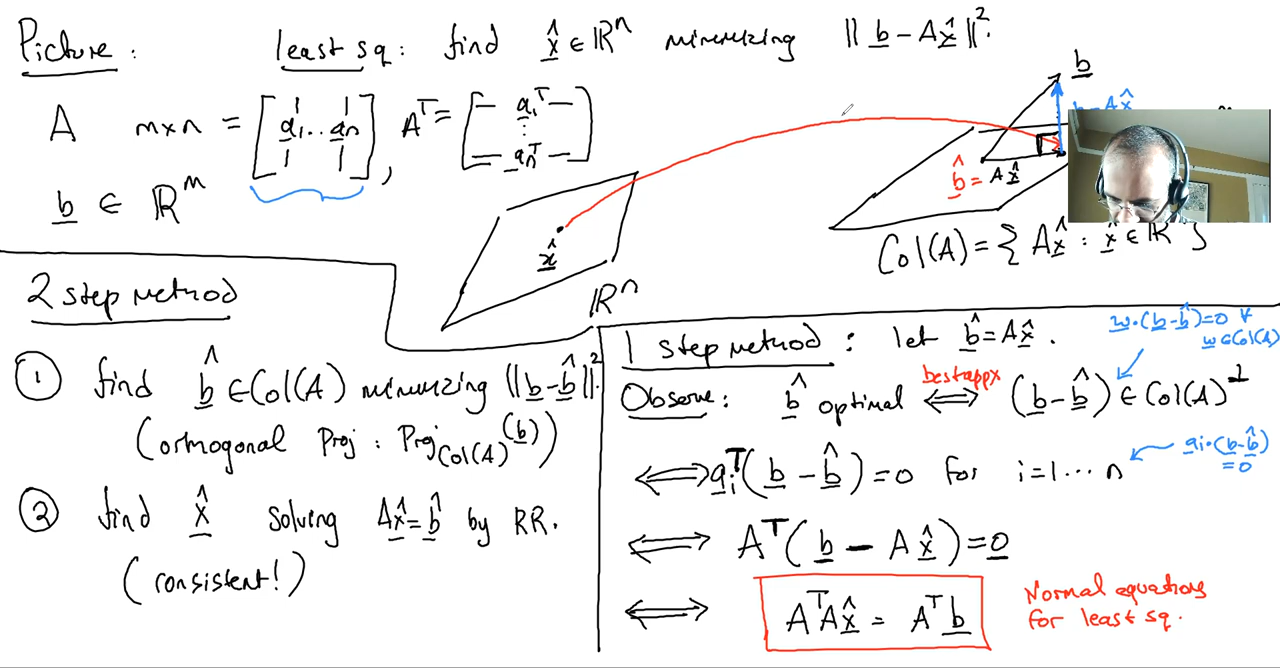 Picture: least sq: find x̂ ∈ ℝⁿ minimizing ‖b - Ax̂‖².
A m×n = [a₁...aₙ], Aᵀ = [a₁ᵀ ⋮ aₙᵀ]
b ∈ ℝᵐ
b
b - Ax̂
b̂ = Ax̂
x̂
ℝⁿ
Col(A) = { Ax̂ : x̂ ∈ ℝⁿ }
2 step method
① find b̂ ∈ Col(A) minimizing ‖b-b̂‖².
(orthogonal Proj : Proj_Col(A) (b))
② find x̂ solving Ax̂=b̂ by RR.
(consistent!)
1 step method : let b̂=Ax̂.
w·(b-b̂)=0 ∀
w∈Col(A)
Observe: b̂ optimal ⟺ best appx (b-b̂) ∈ Col(A)^⊥
⟺ aᵢᵀ(b-b̂)=0 for i=1...n
aᵢ·(b-b̂)
=0
⟺ Aᵀ(b - Ax̂)=0
⟺ AᵀAx̂ = Aᵀb
Normal equations
for least sq.